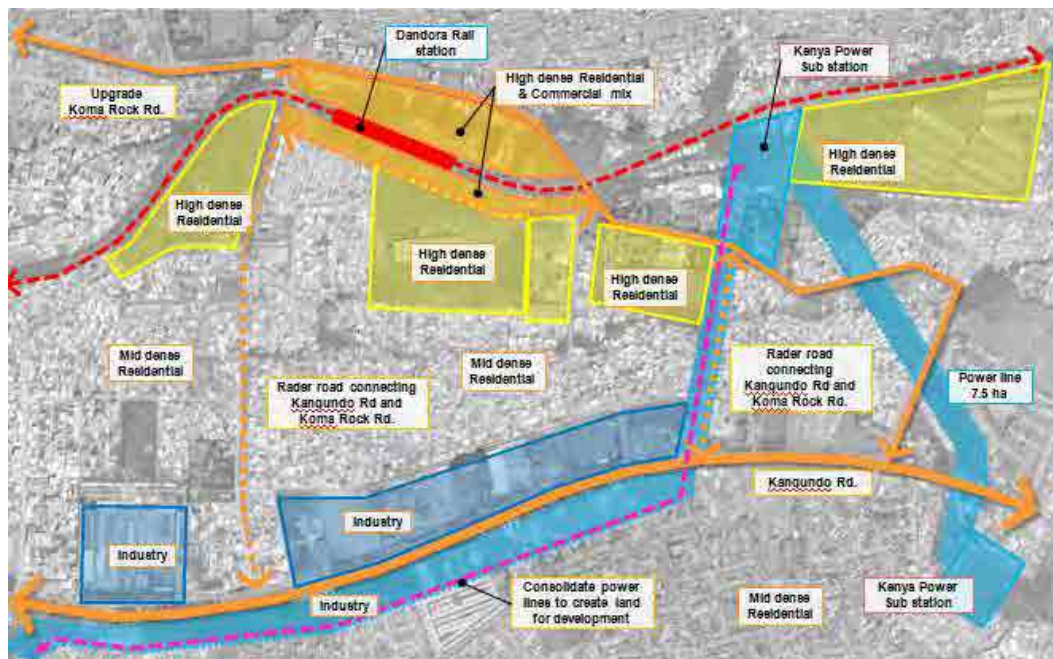 Dandora Rail
station
Kenya Power
Sub station
Upgrade
Koma Rock Rd.
High dense Residential
& Commercial mix
High dense
Residential
High dense
Residential
High dense
Residential
High dense
Residential
Mid dense
Residential
Rader road connecting
Kangundo Rd and
Koma Rock Rd.
Mid dense
Residential
Rader road
connecting
Kangundo Rd and
Koma Rock Rd.
Power line
7.5 ha
Kangundo Rd.
Industry
Industry
Industry
Consolidate power
lines to create land
for development
Mid dense
Residential
Kenya Power
Sub station